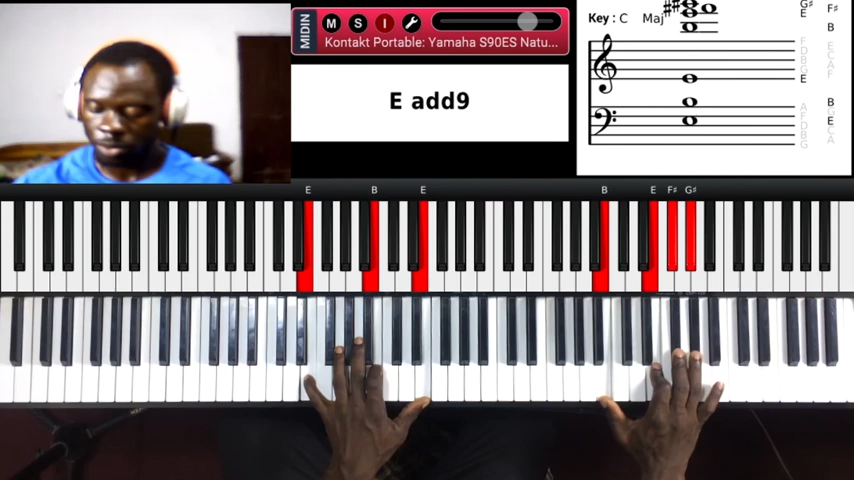 MIDIN
M S I
Kontakt Portable: Yamaha S90ES Natu...
E add9
Key : C Maj
G# F#
E
B
F
D
B
G
E
E
C
A
F
A
F
D
B
G
B
G
E
C
A
E B E B E F# G#